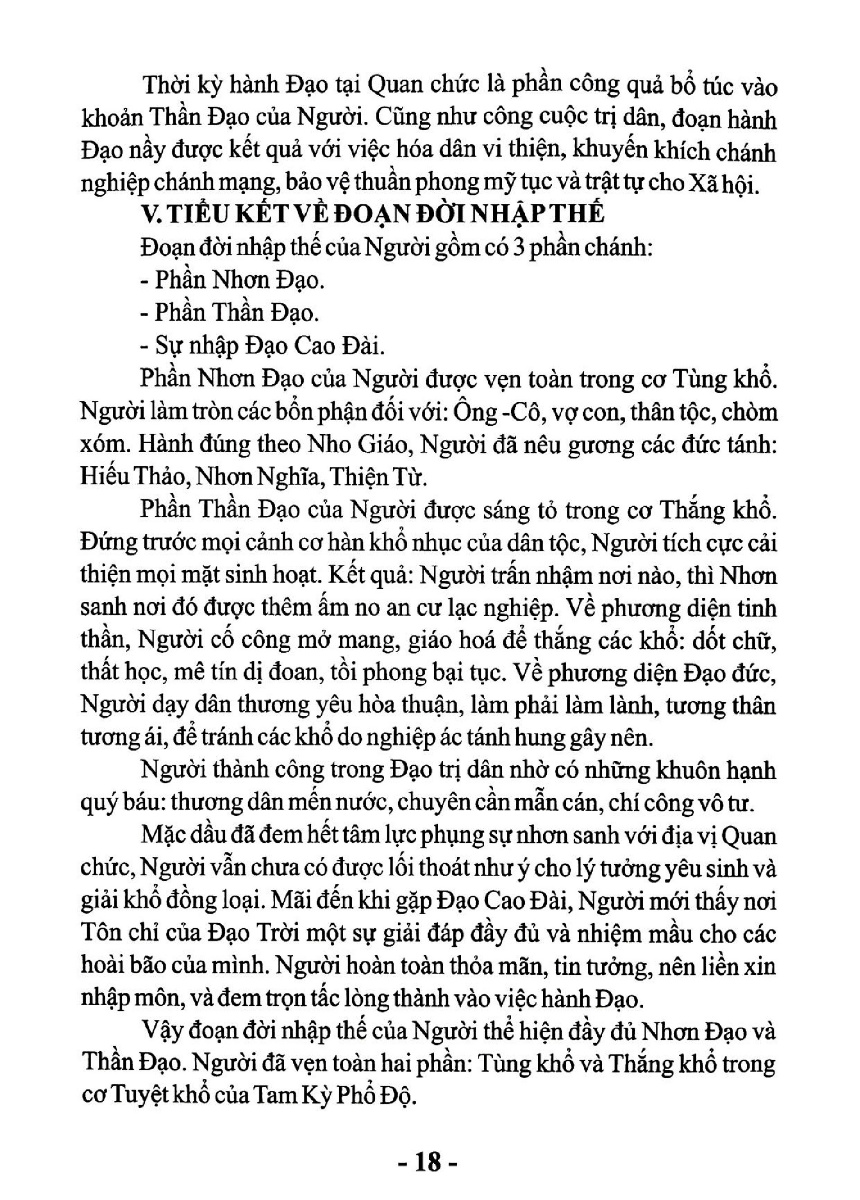 Thời kỳ hành Đạo tại Quan chức là phần công quả bổ túc vào
khoản Thần Đạo của Người. Cũng như công cuộc trị dân, đoạn hành
Đạo nầy được kết quả với việc hóa dân vi thiện, khuyến khích chánh
nghiệp chánh mạng, bảo vệ thuần phong mỹ tục và trật tự cho Xã hội.
V. TIỂU KẾT VỀ ĐOẠN ĐỜI NHẬP THẾ
Đoạn đời nhập thế của Người gồm có 3 phần chánh:
- Phần Nhơn Đạo.
- Phần Thần Đạo.
- Sự nhập Đạo Cao Đài.
Phần Nhơn Đạo của Người được vẹn toàn trong cơ Tùng khổ.
Người làm tròn các bổn phận đối với: Ông -Cô, vợ con, thân tộc, chòm
xóm. Hành đúng theo Nho Giáo, Người đã nêu gương các đức tánh:
Hiếu Thảo, Nhơn Nghĩa, Thiện Từ.
Phần Thần Đạo của Người được sáng tỏ trong cơ Thắng khổ.
Đứng trước mọi cảnh cơ hàn khổ nhục của dân tộc, Người tích cực cải
thiện mọi mặt sinh hoạt. Kết quả: Người trấn nhậm nơi nào, thì Nhơn
sanh nơi đó được thêm ấm no an cư lạc nghiệp. Về phương diện tinh
thần, Người cố công mở mang, giáo hoá để thắng các khổ: dốt chữ,
thất học, mê tín dị đoan, tồi phong bại tục. Về phương diện Đạo đức,
Người dạy dân thương yêu hòa thuận, làm phải làm lành, tương thân
tương ái, để tránh các khổ do nghiệp ác tánh hung gây nên.
Người thành công trong Đạo trị dân nhờ có những khuôn hạnh
quý báu: thương dân mến nước, chuyên cần mẫn cán, chí công vô tư.
Mặc dầu đã đem hết tâm lực phụng sự nhơn sanh với địa vị Quan
chức, Người vẫn chưa có được lối thoát như ý cho lý tưởng yêu sinh và
giải khổ đồng loại. Mãi đến khi gặp Đạo Cao Đài, Người mới thấy nơi
Tôn chỉ của Đạo Trời một sự giải đáp đầy đủ và nhiệm mầu cho các
hoài bão của mình. Người hoàn toàn thỏa mãn, tin tưởng, nên liền xin
nhập môn, và đem trọn tấc lòng thành vào việc hành Đạo.
Vậy đoạn đời nhập thế của Người thể hiện đầy đủ Nhơn Đạo và
Thần Đạo. Người đã vẹn toàn hai phần: Tùng khổ và Thắng khổ trong
cơ Tuyệt khổ của Tam Kỳ Phổ Độ.
- 18 -